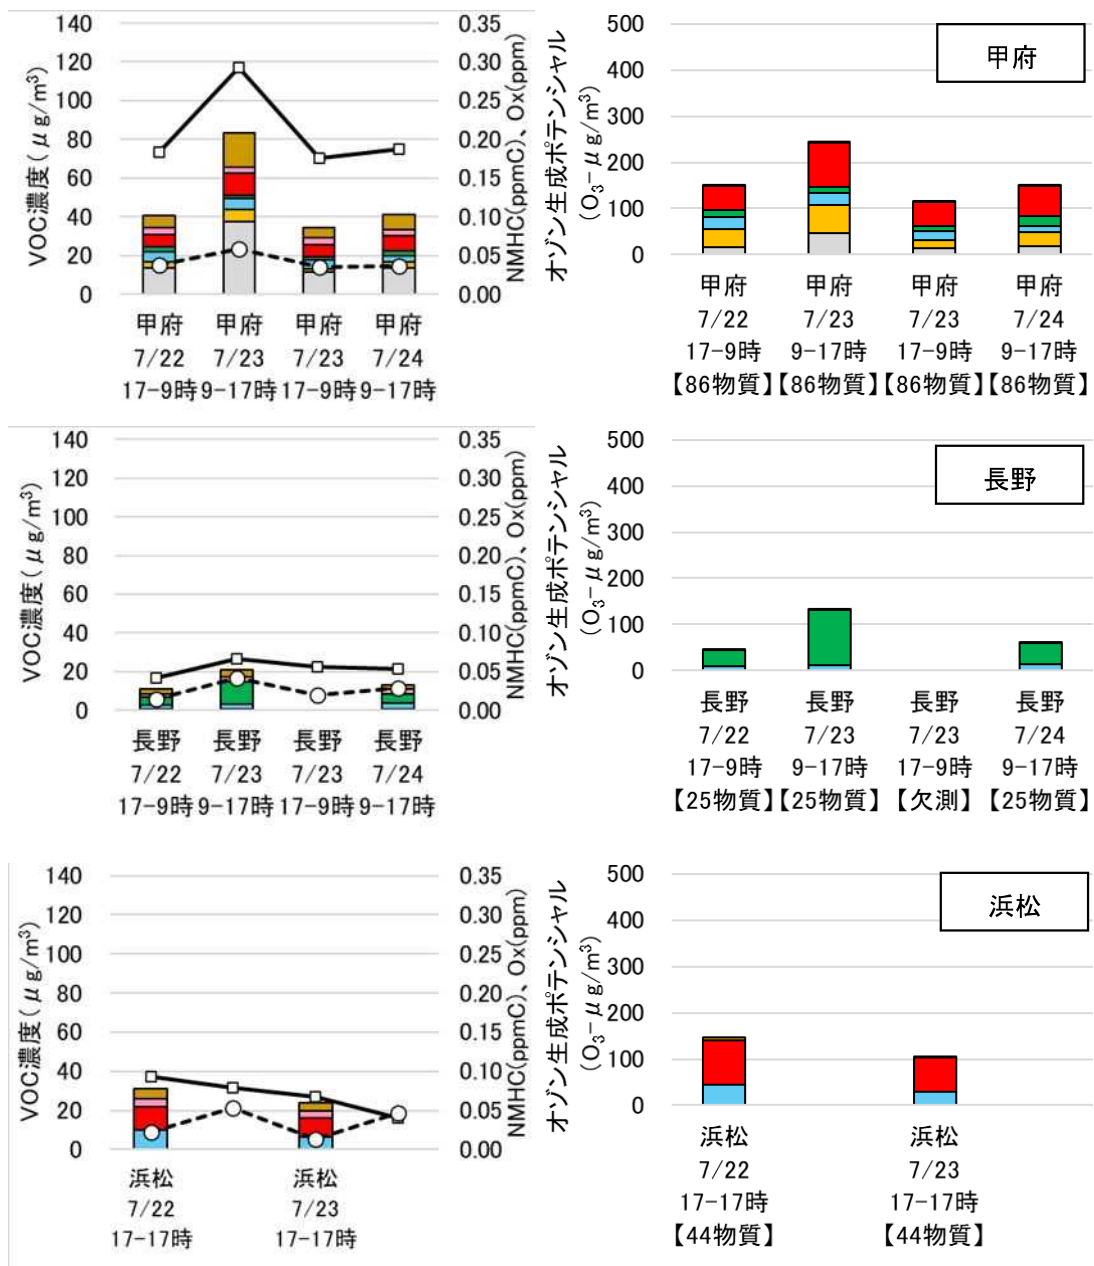 VOC濃度(μg/m³)
140
120
100
80
60
40
20
0
0.35
0.30
0.25
0.20
0.15
0.10
0.05
0.00
NMHC(ppmC)、Ox(ppm)
甲府 甲府 甲府 甲府
7/22 7/23 7/23 7/24
17-9時 9-17時 17-9時 9-17時
オゾン生成ポテンシャル
(O₃-μg/m³)
500
400
300
200
100
0
甲府
甲府 甲府 甲府 甲府
7/22 7/23 7/23 7/24
17-9時 9-17時 17-9時 9-17時
【86物質】【86物質】【86物質】【86物質】
VOC濃度(μg/m³)
140
120
100
80
60
40
20
0
0.35
0.30
0.25
0.20
0.15
0.10
0.05
0.00
NMHC(ppmC)、Ox(ppm)
長野 長野 長野 長野
7/22 7/23 7/23 7/24
17-9時 9-17時 17-9時 9-17時
オゾン生成ポテンシャル
(O₃-μg/m³)
500
400
300
200
100
0
長野
長野 長野 長野 長野
7/22 7/23 7/23 7/24
17-9時 9-17時 17-9時 9-17時
【25物質】【25物質】【欠測】【25物質】
VOC濃度(μg/m³)
140
120
100
80
60
40
20
0
0.35
0.30
0.25
0.20
0.15
0.10
0.05
0.00
NMHC(ppmC)、Ox(ppm)
浜松 浜松
7/22 7/23
17-17時 17-17時
オゾン生成ポテンシャル
(O₃-μg/m³)
500
400
300
200
100
0
浜松
浜松 浜松
7/22 7/23
17-17時 17-17時
【44物質】 【44物質】